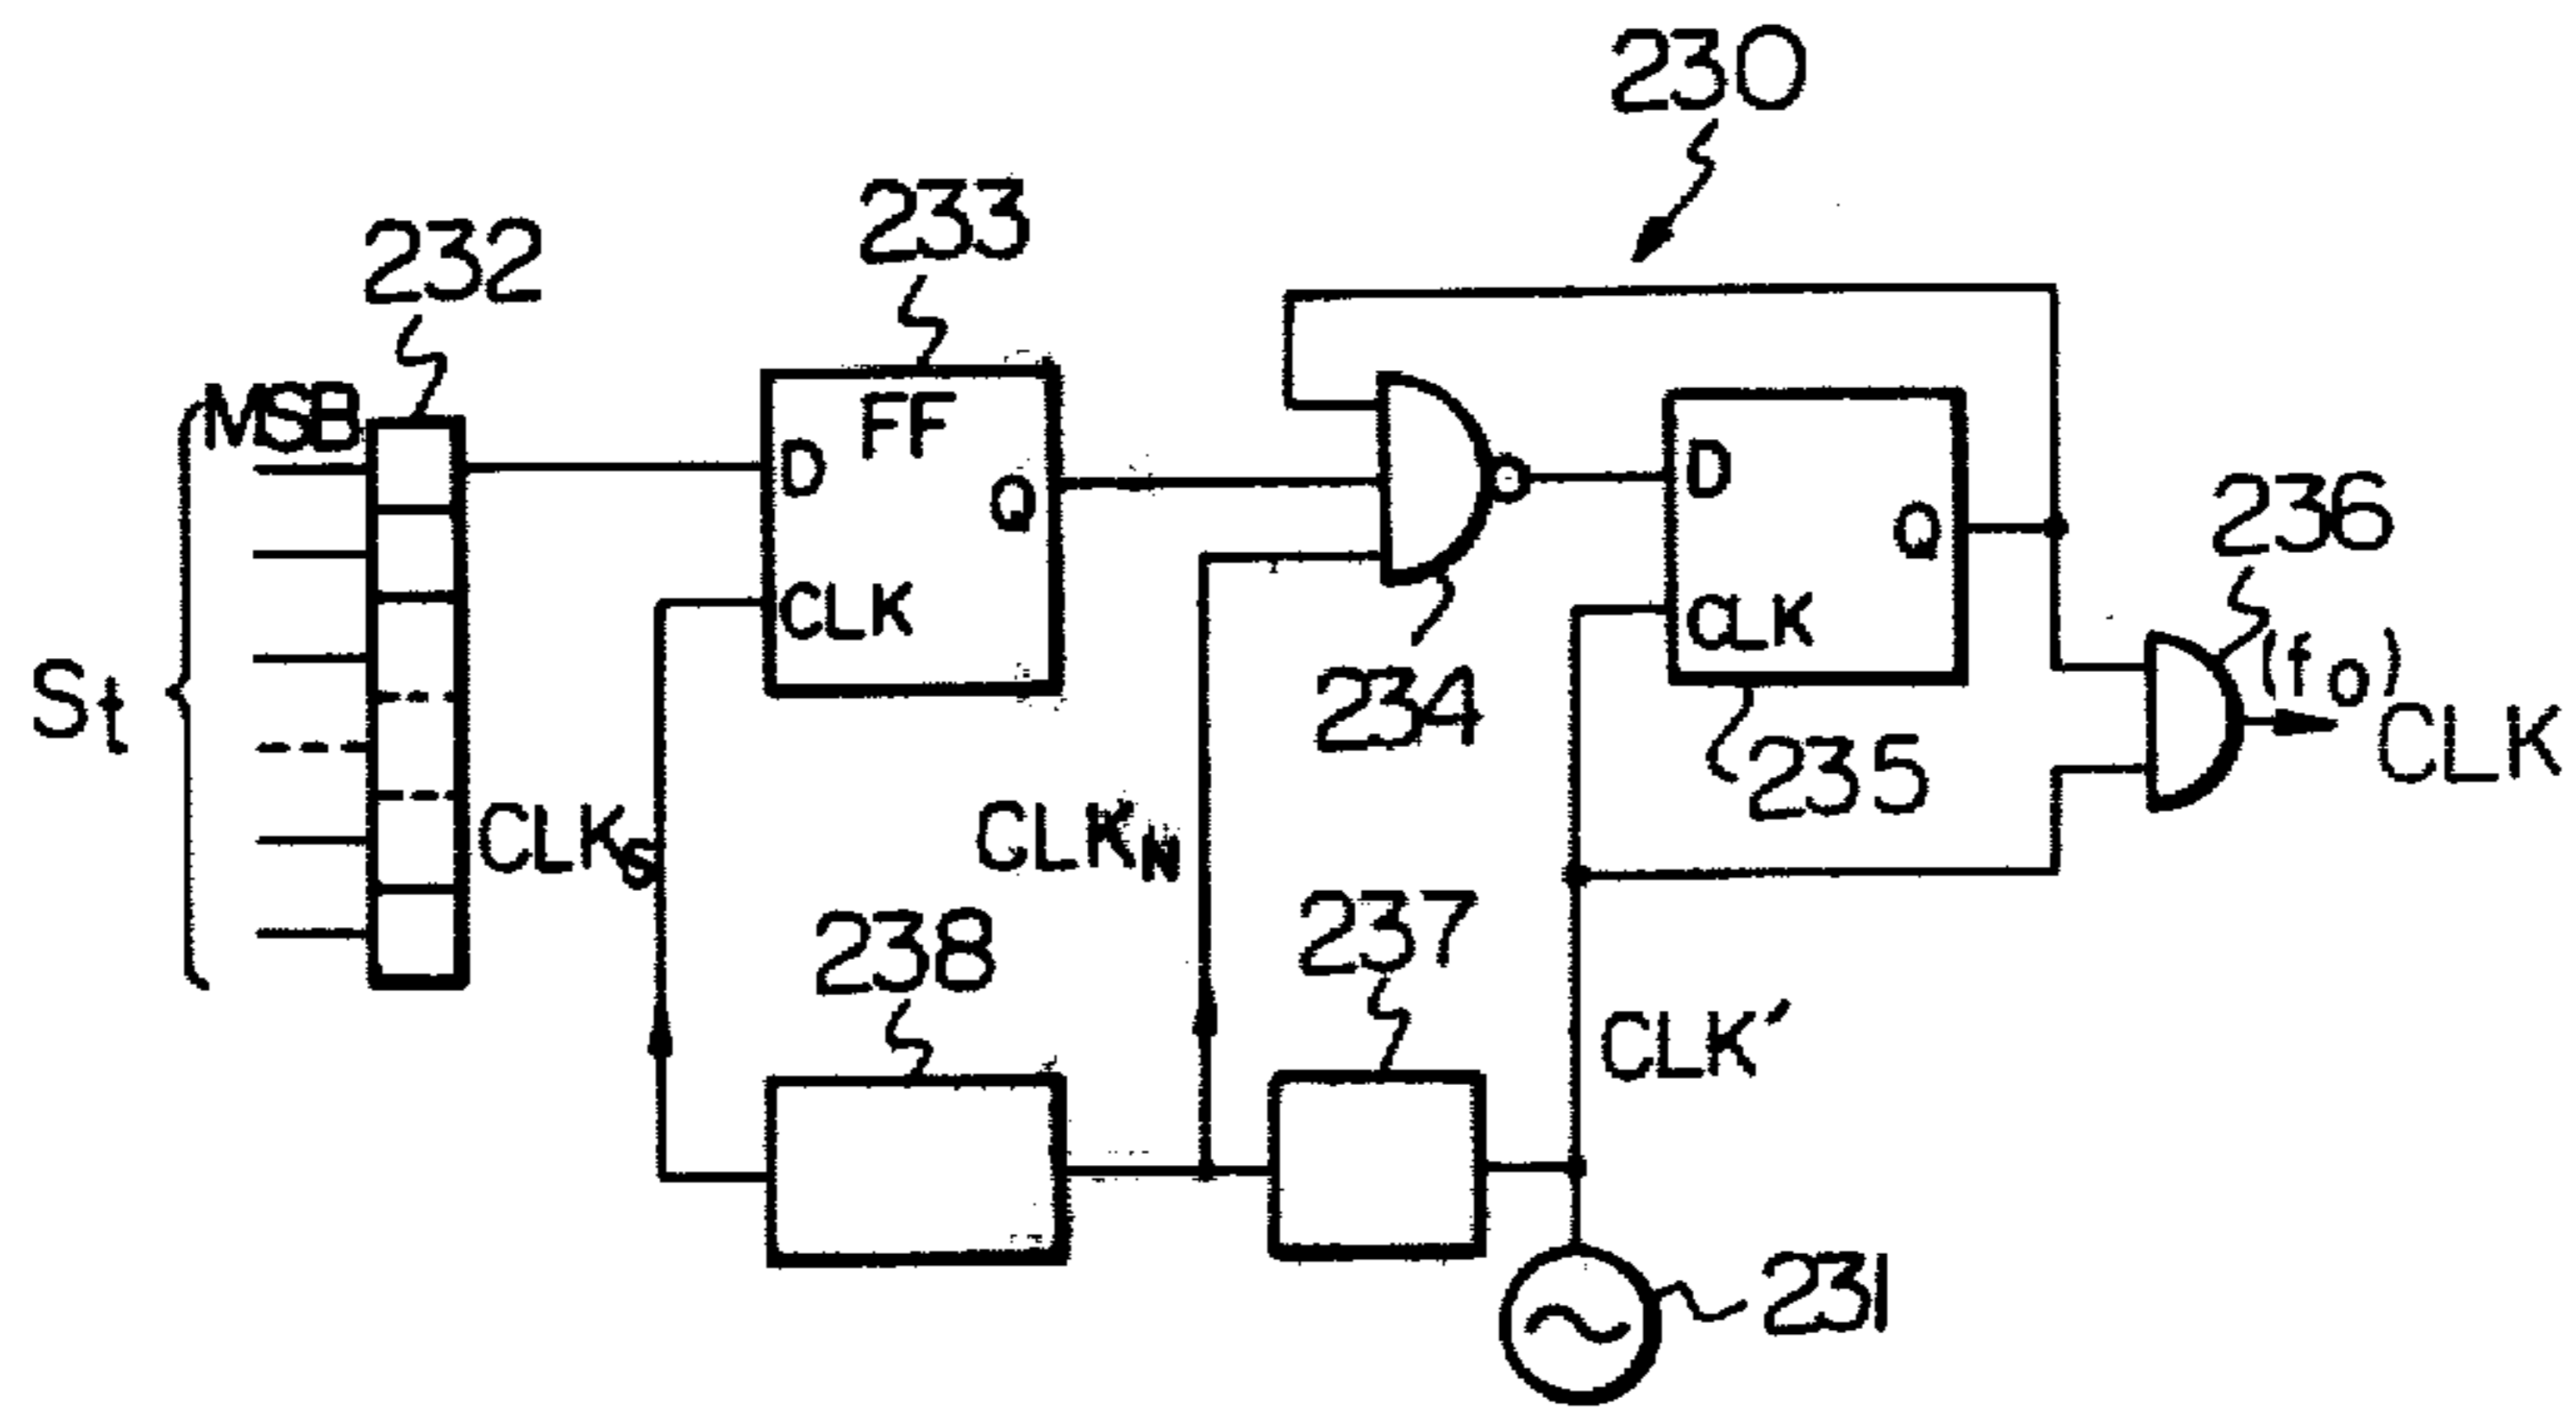 230
233
232
MSB
FF
D
Q
CLK
D
Q
CLK
236
(fo)
CLK
St
234
235
CLKS
CLKN
238
237
CLK'
231